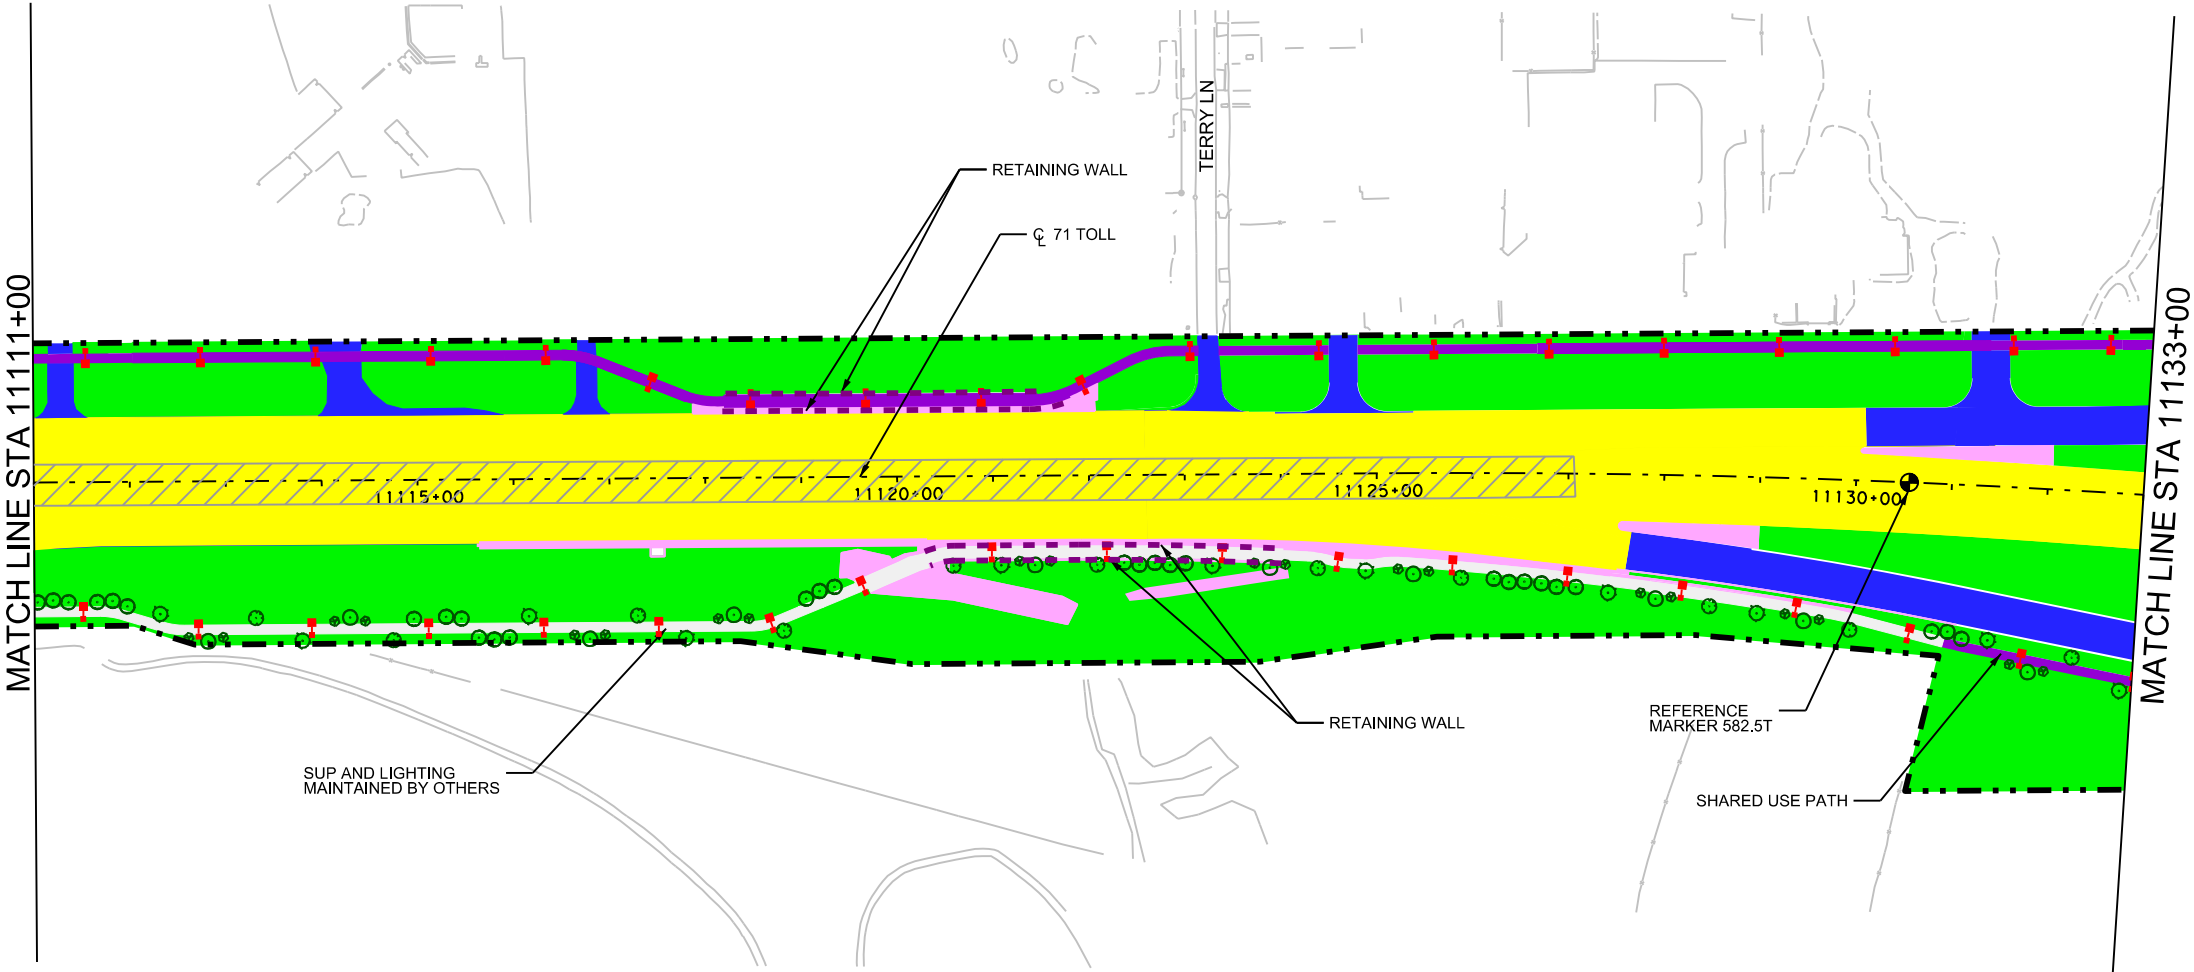 TERRY LN
RETAINING WALL
℄ 71 TOLL
MATCH LINE STA 11111+00
MATCH LINE STA 11133+00
11115+00
11120+00
11125+00
11130+00
RETAINING WALL
REFERENCE
MARKER 582.5T
SUP AND LIGHTING
MAINTAINED BY OTHERS
SHARED USE PATH